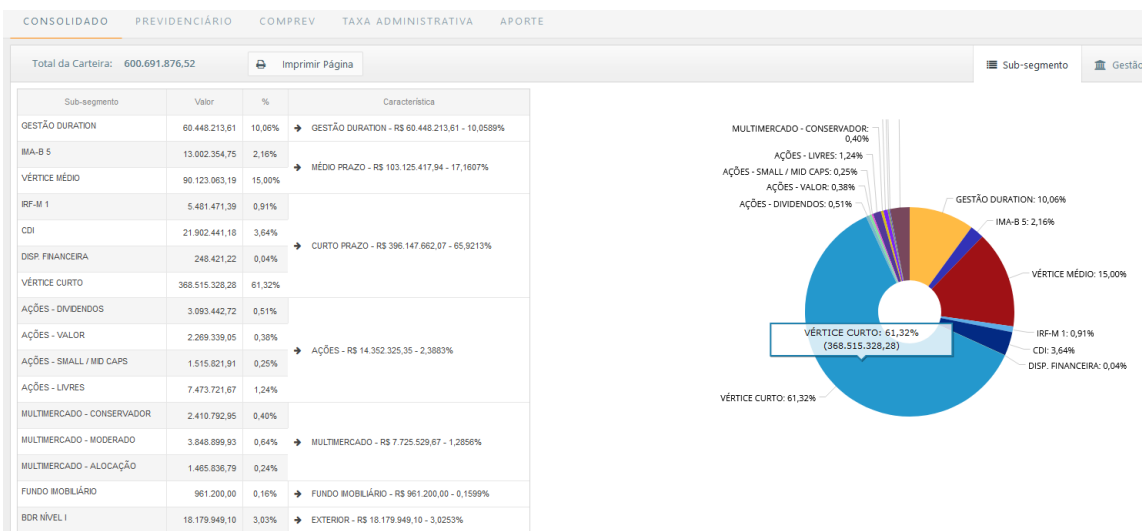 CONSOLIDADO PREVIDENCIÁRIO COMPREV TAXA ADMINISTRATIVA APORTE
Total da Carteira: 600.691.876,52 Imprimir Página Sub-segmento Gestão
Sub-segmento Valor % Característica
GESTÃO DURATION 60.448.213,61 10,06% → GESTÃO DURATION - R$ 60.448.213,61 - 10,0589%
IMA-B 5 13.002.354,75 2,16%
→ MÉDIO PRAZO - R$ 103.125.417,94 - 17,1607%
VÉRTICE MÉDIO 90.123.063,19 15,00%
IRF-M 1 5.481.471,39 0,91%
CDI 21.902.441,18 3,64%
→ CURTO PRAZO - R$ 396.147.662,07 - 65,9213%
DISP. FINANCEIRA 248.421,22 0,04%
VÉRTICE CURTO 368.515.328,28 61,32%
AÇÕES - DIVIDENDOS 3.093.442,72 0,51%
AÇÕES - VALOR 2.269.339,05 0,38%
→ AÇÕES - R$ 14.352.325,35 - 2,3883%
AÇÕES - SMALL / MID CAPS 1.515.821,91 0,25%
AÇÕES - LIVRES 7.473.721,67 1,24%
MULTIMERCADO - CONSERVADOR 2.410.792,95 0,40%
MULTIMERCADO - MODERADO 3.848.899,93 0,64% → MULTIMERCADO - R$ 7.725.529,67 - 1,2856%
MULTIMERCADO - ALOCAÇÃO 1.465.836,79 0,24%
FUNDO IMOBILIÁRIO 961.200,00 0,16% → FUNDO IMOBILIÁRIO - R$ 961.200,00 - 0,1599%
BDR NÍVEL I 18.179.949,10 3,03% → EXTERIOR - R$ 18.179.949,10 - 3,0253%
MULTIMERCADO - CONSERVADOR:
0,40%
AÇÕES - LIVRES: 1,24%
AÇÕES - SMALL / MID CAPS: 0,25%
AÇÕES - VALOR: 0,38%
AÇÕES - DIVIDENDOS: 0,51%
GESTÃO DURATION: 10,06%
IMA-B 5: 2,16%
VÉRTICE MÉDIO: 15,00%
IRF-M 1: 0,91%
CDI: 3,64%
DISP. FINANCEIRA: 0,04%
VÉRTICE CURTO: 61,32%
(368.515.328,28)
VÉRTICE CURTO: 61,32%